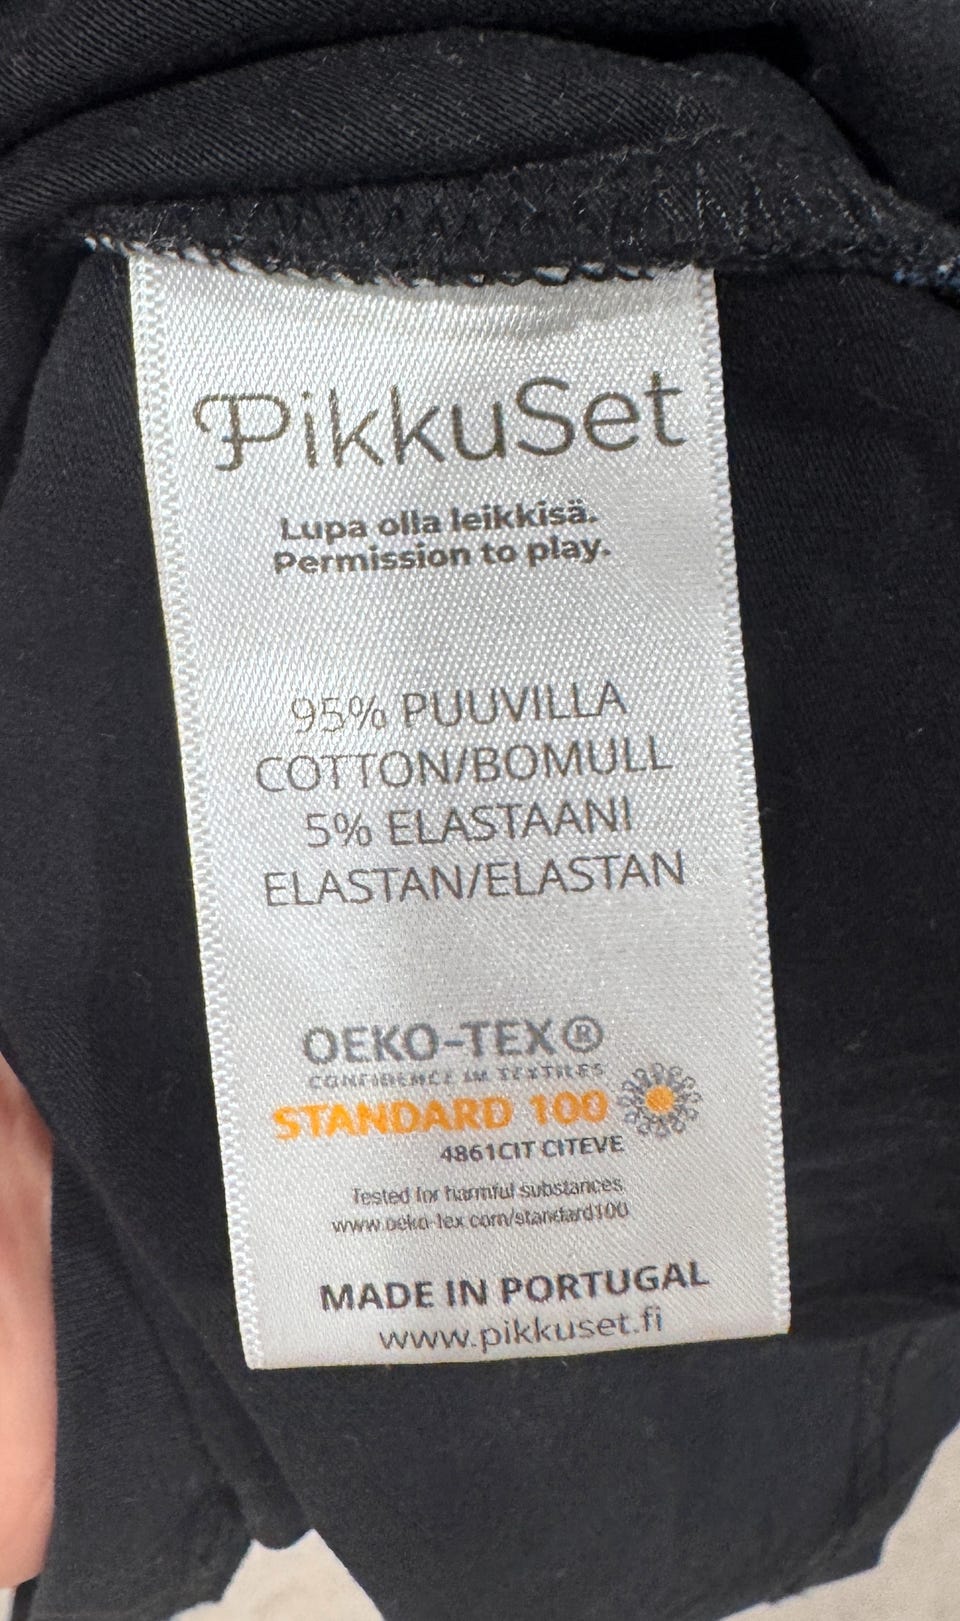 PikkuSet
Lupa olla leikkisä.
Permission to play.
95% PUUVILLA
COTTON/BOMULL
5% ELASTAANI
ELASTAN/ELASTAN
OEKO-TEX®
CONFIDENCE IN TEXTILES
STANDARD 100
4861CIT CITEVE
Tested for harmful substances
www.oeko-tex.com/standard100
MADE IN PORTUGAL
www.pikkuset.fi